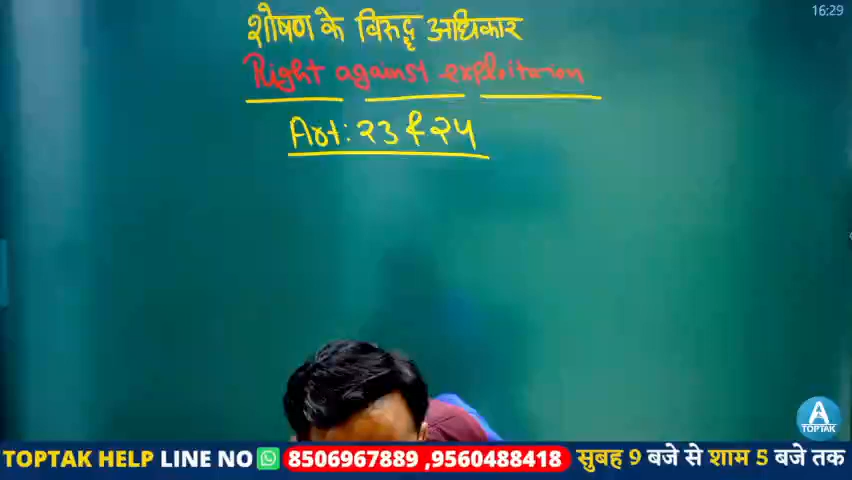 16:29
शोषण के विरुद्ध अधिकार
Right against exploitation
Art: 23 & 24
A
TOPTAK
TOPTAK HELP LINE NO 8506967889 ,9560488418 सुबह 9 बजे से शाम 5 बजे तक